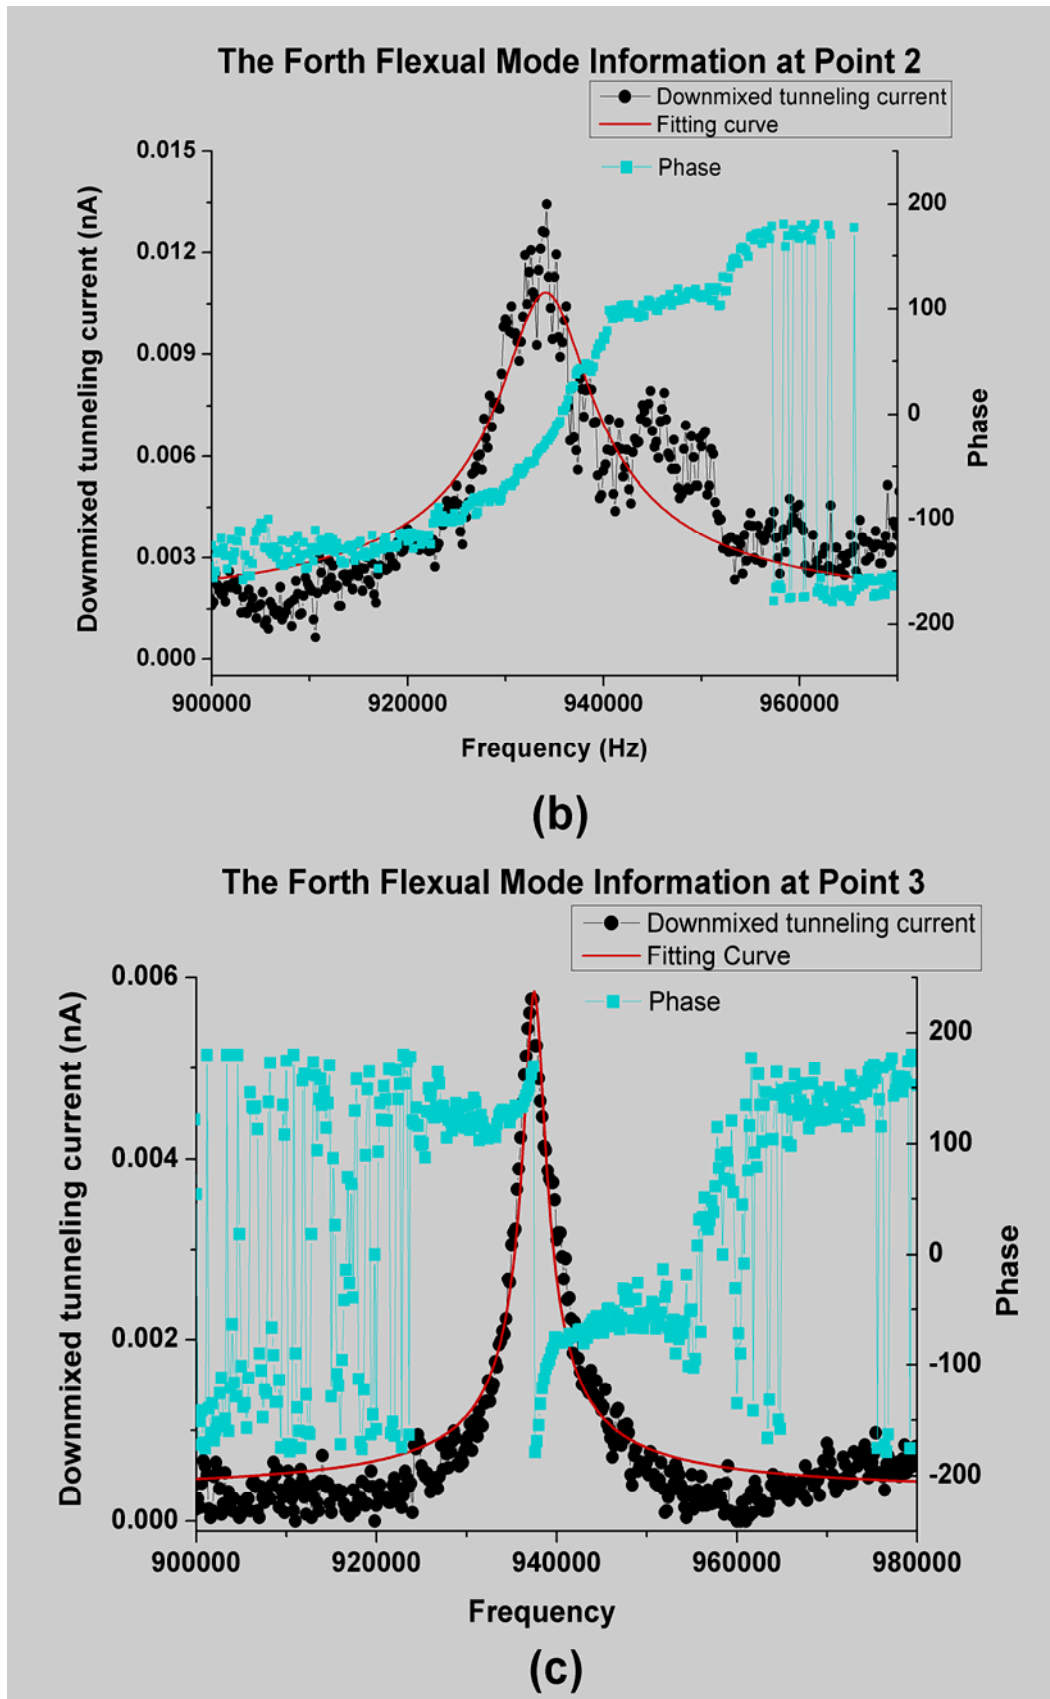 The Forth Flexual Mode Information at Point 2
Downmixed tunneling current
Fitting curve
Phase
0.015
0.012
0.009
0.006
0.003
0.000
Downmixed tunneling current (nA)
200
100
0
-100
-200
Phase
900000 920000 940000 960000
Frequency (Hz)
(b)
The Forth Flexual Mode Information at Point 3
Downmixed tunneling current
Fitting Curve
Phase
0.006
0.004
0.002
0.000
Downmixed tunneling current (nA)
200
100
0
-100
-200
Phase
900000 920000 940000 960000 980000
Frequency
(c)